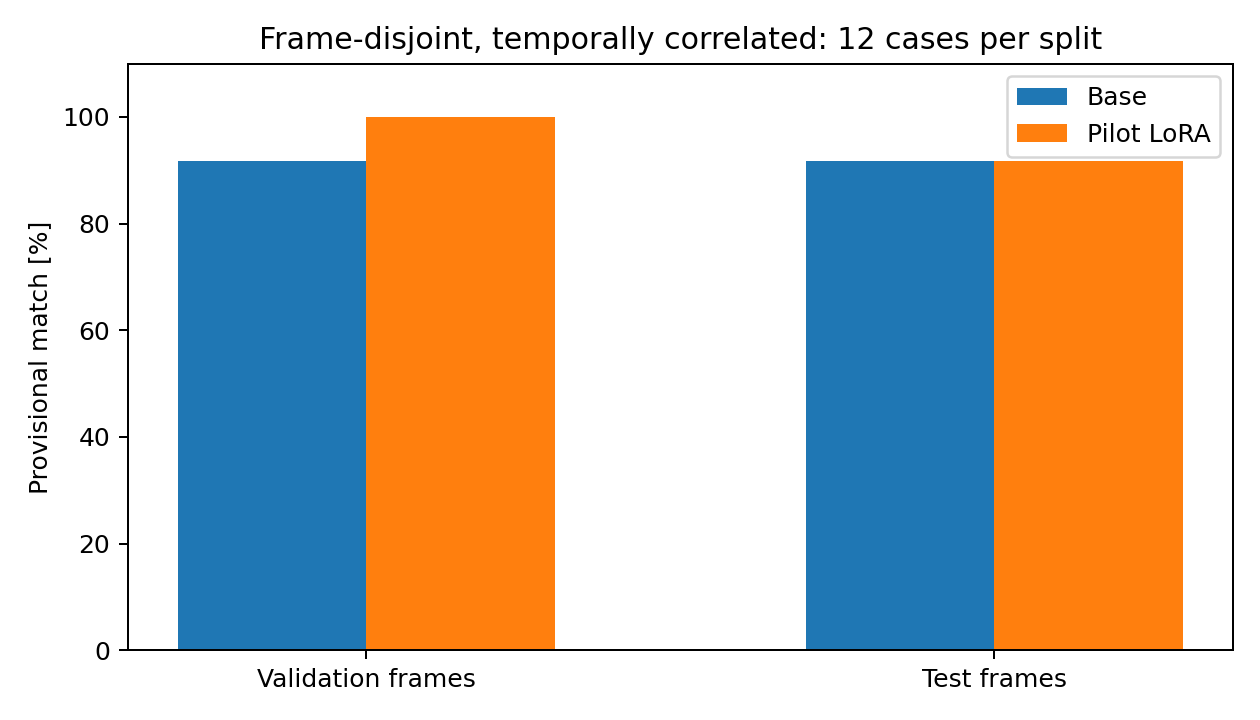 Frame-disjoint, temporally correlated: 12 cases per split
Base
Pilot LoRA
Provisional match [%]
100
80
60
40
20
0
Validation frames
Test frames